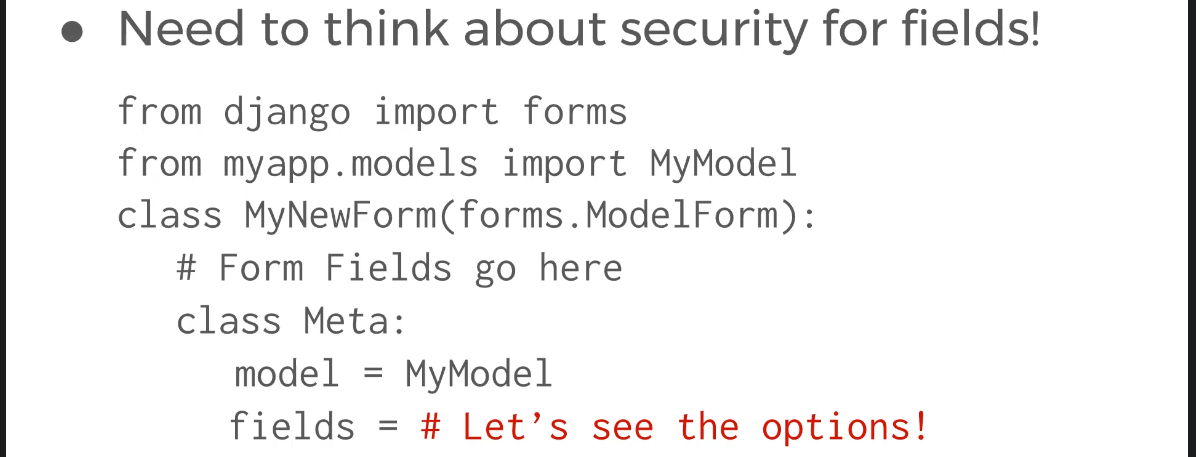 ● Need to think about security for fields!
from django import forms
from myapp.models import MyModel
class MyNewForm(forms.ModelForm):
# Form Fields go here
class Meta:
model = MyModel
fields = # Let’s see the options!